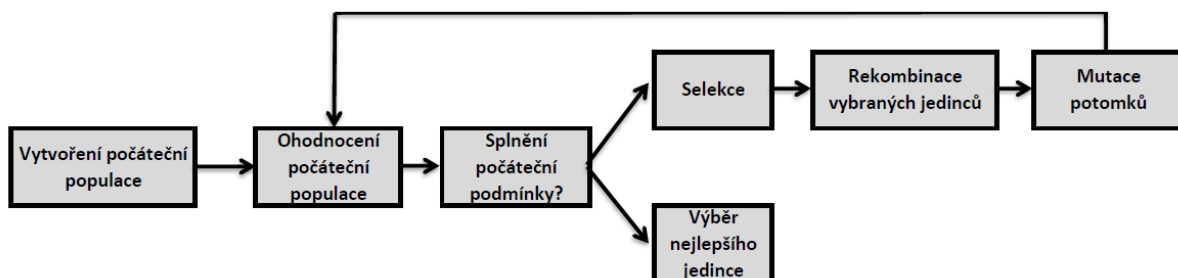 Vytvoření počáteční
populace
Ohodnocení
počáteční
populace
Splnění
počáteční
podmínky?
Selekce
Rekombinace
vybraných jedinců
Mutace
potomků
Výběr
nejlepšího
jedince